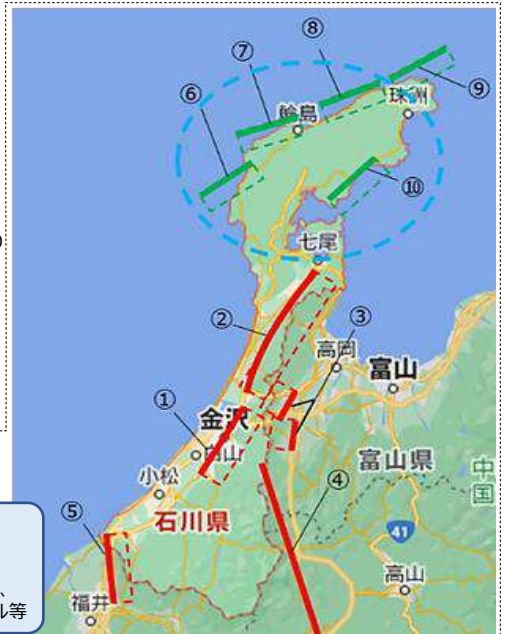 ⑧
⑦
⑨
珠洲
⑥
輪島
⑩
七尾
②
③
高岡
富山
①
金沢
白山
富山県
小松
④
中
国
⑤
石川県
41
高山
福井
ル等